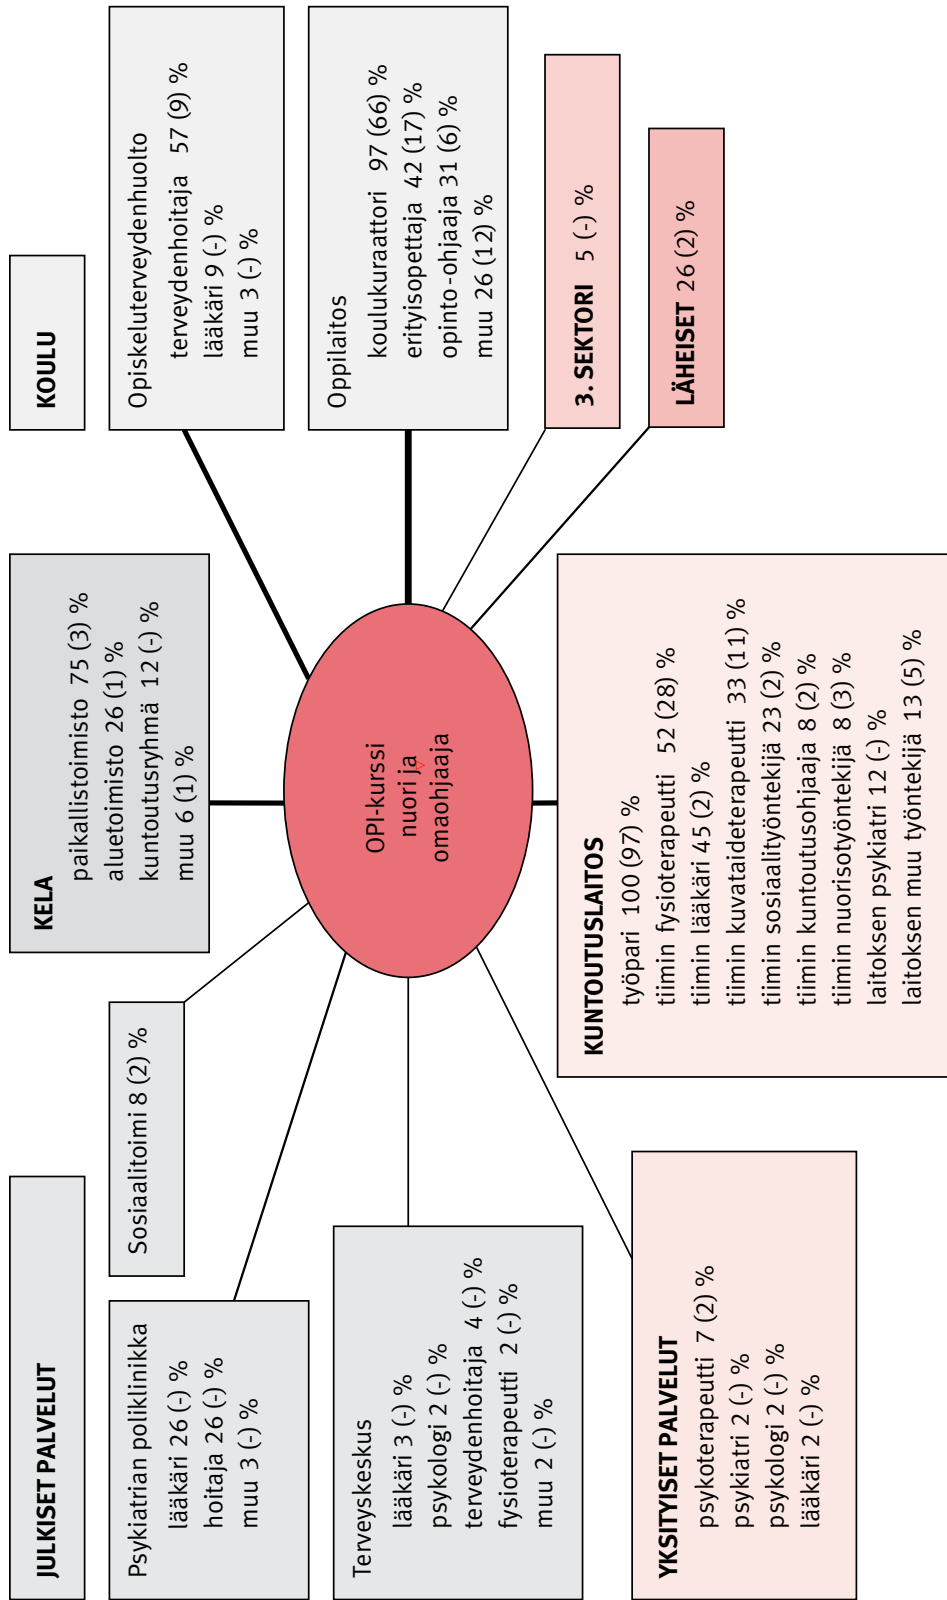 JULKISET PALVELUT
Psykiatrian poliklinikka
lääkäri 26 (-) %
hoitaja 26 (-) %
muu 3 (-) %
Sosiaalitoimi 8 (2) %
Terveyskeskus
lääkäri 3 (-) %
psykologi 2 (-) %
terveydenhoitaja 4 (-) %
fysioterapeutti 2 (-) %
muu 2 (-) %
YKSITYISET PALVELUT
psykoterapeutti 7 (2) %
psykiatri 2 (-) %
psykologi 2 (-) %
lääkäri 2 (-) %
KELA
paikallistoimisto 75 (3) %
aluetoimisto 26 (1) %
kuntoutusryhmä 12 (-) %
muu 6 (1) %
OPI-kurssi
nuori ja
omaohjaaja
KUNTOUTUSLAITOS
työpari 100 (97) %
tiimin fysioterapeutti 52 (28) %
tiimin lääkäri 45 (2) %
tiimin kuvataideterapeutti 33 (11) %
tiimin sosiaalityöntekijä 23 (2) %
tiimin kuntoutusohjaaja 8 (2) %
tiimin nuorisotyöntekijä 8 (3) %
laitoksen psykiatri 12 (-) %
laitoksen muu työntekijä 13 (5) %
KOULU
Opiskeluterveydenhuolto
terveydenhoitaja 57 (9) %
lääkäri 9 (-) %
muu 3 (-) %
Oppilaitos
koulukuraattori 97 (66) %
erityisopettaja 42 (17) %
opinto-ohjaaja 31 (6) %
muu 26 (12) %
3. SEKTORI 5 (-) %
LÄHEISET 26 (2) %